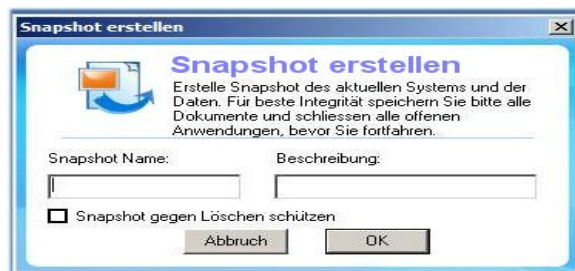 Snapshot erstellen
Snapshot erstellen
Erstelle Snapshot des aktuellen Systems und der
Daten. Für beste Integrität speichern Sie bitte alle
Dokumente und schliessen alle offenen
Anwendungen, bevor Sie fortfahren.
Snapshot Name: Beschreibung:
Snapshot gegen Löschen schützen
Abbruch OK